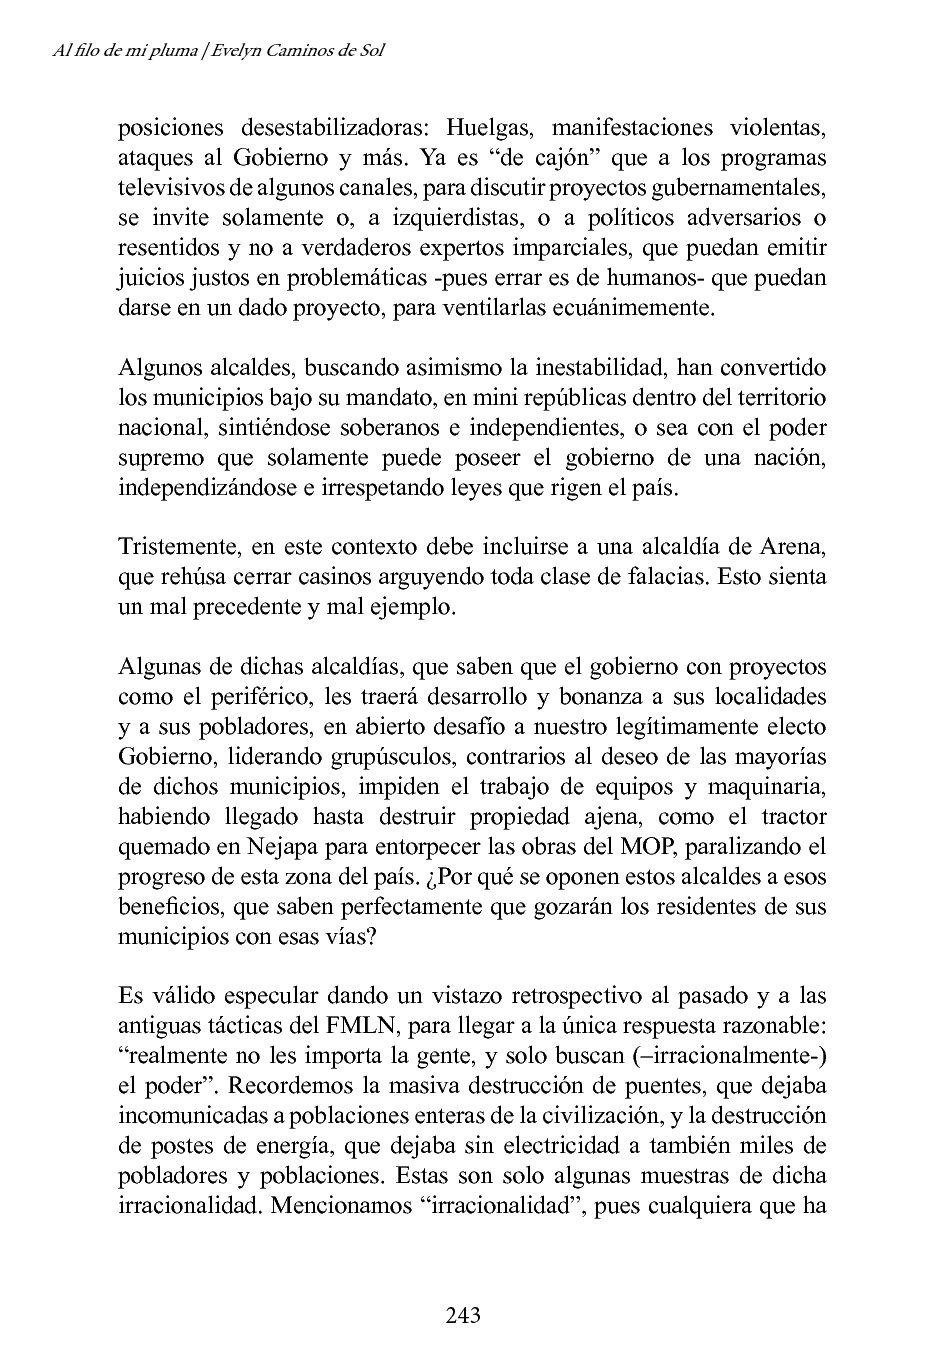 Al filo de mi pluma / Evelyn Caminos de Sol
posiciones desestabilizadoras: Huelgas, manifestaciones violentas,
ataques al Gobierno y más. Ya es “de cajón” que a los programas
televisivos de algunos canales, para discutir proyectos gubernamentales,
se invite solamente o, a izquierdistas, o a políticos adversarios o
resentidos y no a verdaderos expertos imparciales, que puedan emitir
juicios justos en problemáticas -pues errar es de humanos- que puedan
darse en un dado proyecto, para ventilarlas ecuánimemente.
Algunos alcaldes, buscando asimismo la inestabilidad, han convertido
los municipios bajo su mandato, en mini repúblicas dentro del territorio
nacional, sintiéndose soberanos e independientes, o sea con el poder
supremo que solamente puede poseer el gobierno de una nación,
independizándose e irrespetando leyes que rigen el país.
Tristemente, en este contexto debe incluirse a una alcaldía de Arena,
que rehúsa cerrar casinos arguyendo toda clase de falacias. Esto sienta
un mal precedente y mal ejemplo.
Algunas de dichas alcaldías, que saben que el gobierno con proyectos
como el periférico, les traerá desarrollo y bonanza a sus localidades
y a sus pobladores, en abierto desafío a nuestro legítimamente electo
Gobierno, liderando grupúsculos, contrarios al deseo de las mayorías
de dichos municipios, impiden el trabajo de equipos y maquinaria,
habiendo llegado hasta destruir propiedad ajena, como el tractor
quemado en Nejapa para entorpecer las obras del MOP, paralizando el
progreso de esta zona del país. ¿Por qué se oponen estos alcaldes a esos
beneficios, que saben perfectamente que gozarán los residentes de sus
municipios con esas vías?
Es válido especular dando un vistazo retrospectivo al pasado y a las
antiguas tácticas del FMLN, para llegar a la única respuesta razonable:
“realmente no les importa la gente, y solo buscan (–irracionalmente-)
el poder”. Recordemos la masiva destrucción de puentes, que dejaba
incomunicadas a poblaciones enteras de la civilización, y la destrucción
de postes de energía, que dejaba sin electricidad a también miles de
pobladores y poblaciones. Estas son solo algunas muestras de dicha
irracionalidad. Mencionamos “irracionalidad”, pues cualquiera que ha
243